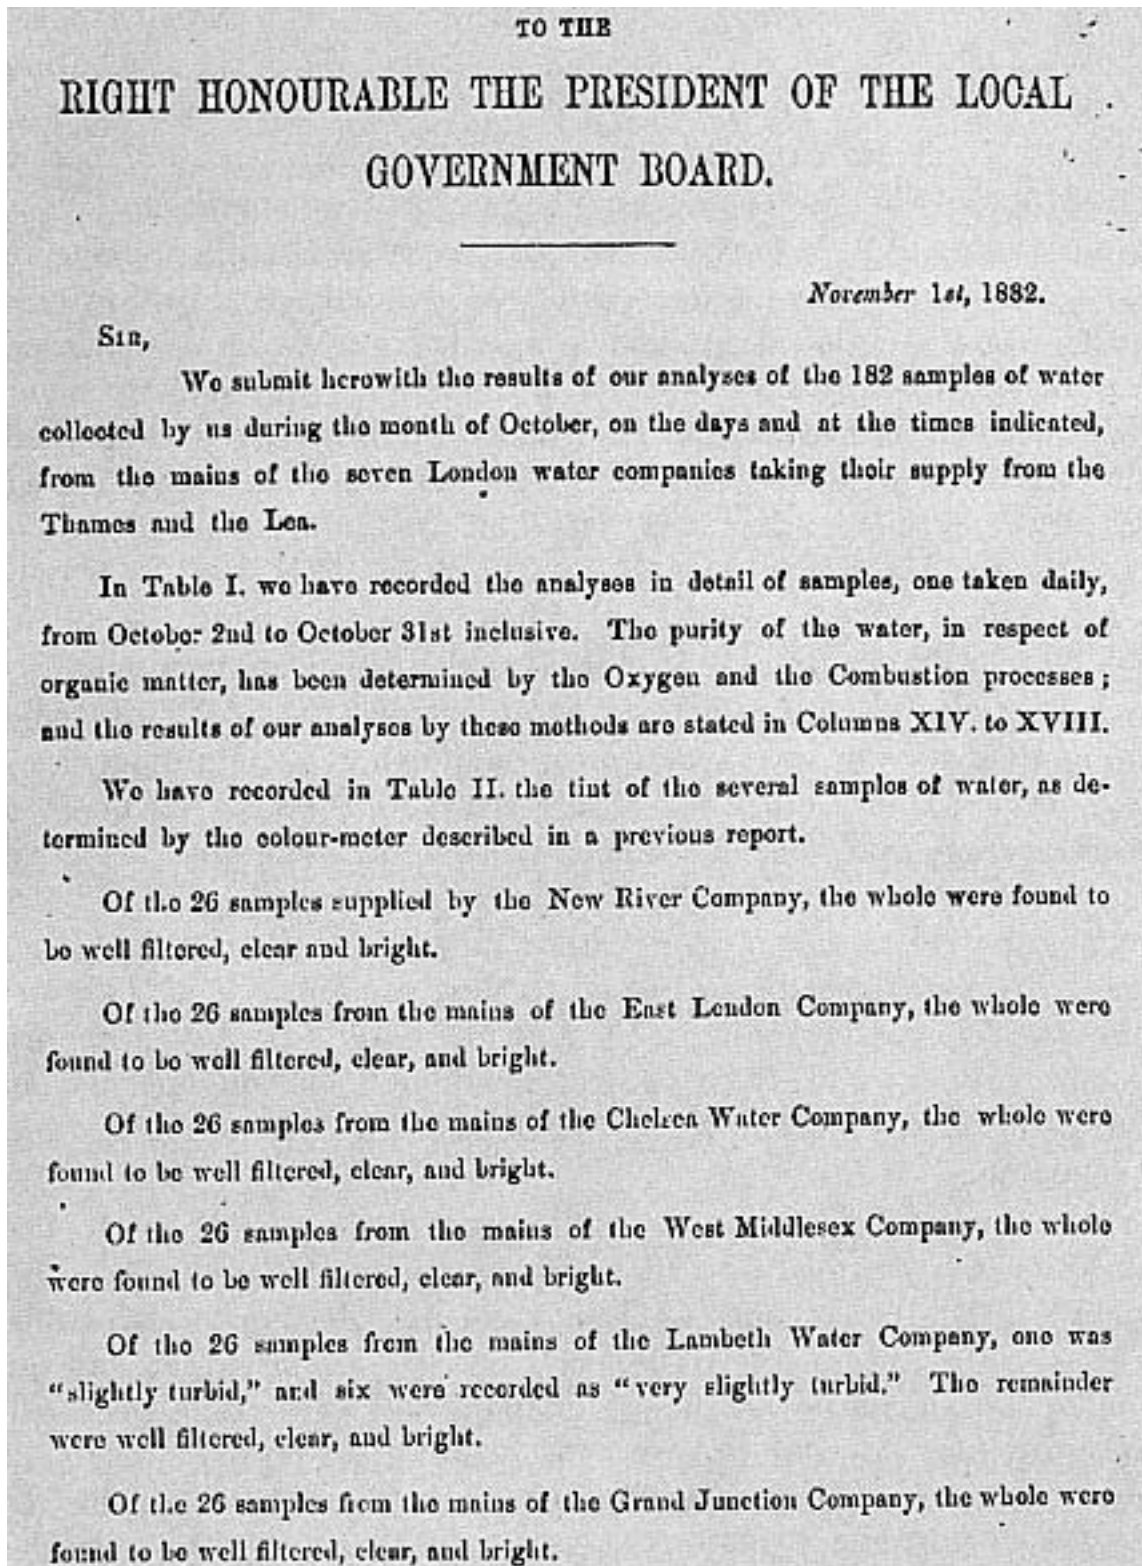 TO THE
RIGHT HONOURABLE THE PRESIDENT OF THE LOCAL
GOVERNMENT BOARD.
November 1st, 1882.
SIR,
We submit herewith the results of our analyses of the 182 samples of water
collected by us during the month of October, on the days and at the times indicated,
from the mains of the seven London water companies taking their supply from the
Thames and the Lea.
In Table I. we have recorded the analyses in detail of samples, one taken daily,
from October 2nd to October 31st inclusive. The purity of the water, in respect of
organic matter, has been determined by the Oxygen and the Combustion processes;
and the results of our analyses by these methods are stated in Columns XIV. to XVIII.
We have recorded in Table II. the tint of the several samples of water, as de-
termined by the colour-meter described in a previous report.
Of the 26 samples supplied by the New River Company, the whole were found to
be well filtered, clear and bright.
Of the 26 samples from the mains of the East London Company, the whole were
found to be well filtered, clear, and bright.
Of the 26 samples from the mains of the Chelsea Water Company, the whole were
found to be well filtered, clear, and bright.
Of the 26 samples from the mains of the West Middlesex Company, the whole
were found to be well filtered, clear, and bright.
Of the 26 samples from the mains of the Lambeth Water Company, one was
“slightly turbid,” and six were recorded as “very slightly turbid.” The remainder
were well filtered, clear, and bright.
Of the 26 samples from the mains of the Grand Junction Company, the whole were
found to be well filtered, clear, and bright.